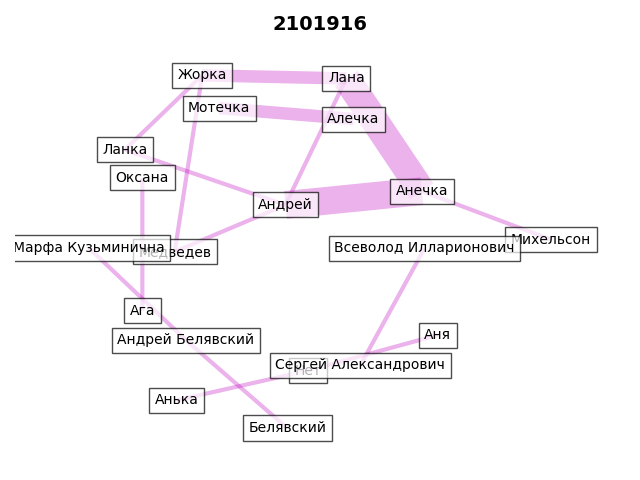 2101916
Жорка
Лана
Мотечка
Алечка
Ланка
Оксана
Анечка
Андрей
Михельсон
Марфа Кузьминична
Медведев
Всеволод Илларионович
Ага
Аня
Андрей Белявский
Сергей Александрович
Нет
Анька
Белявский